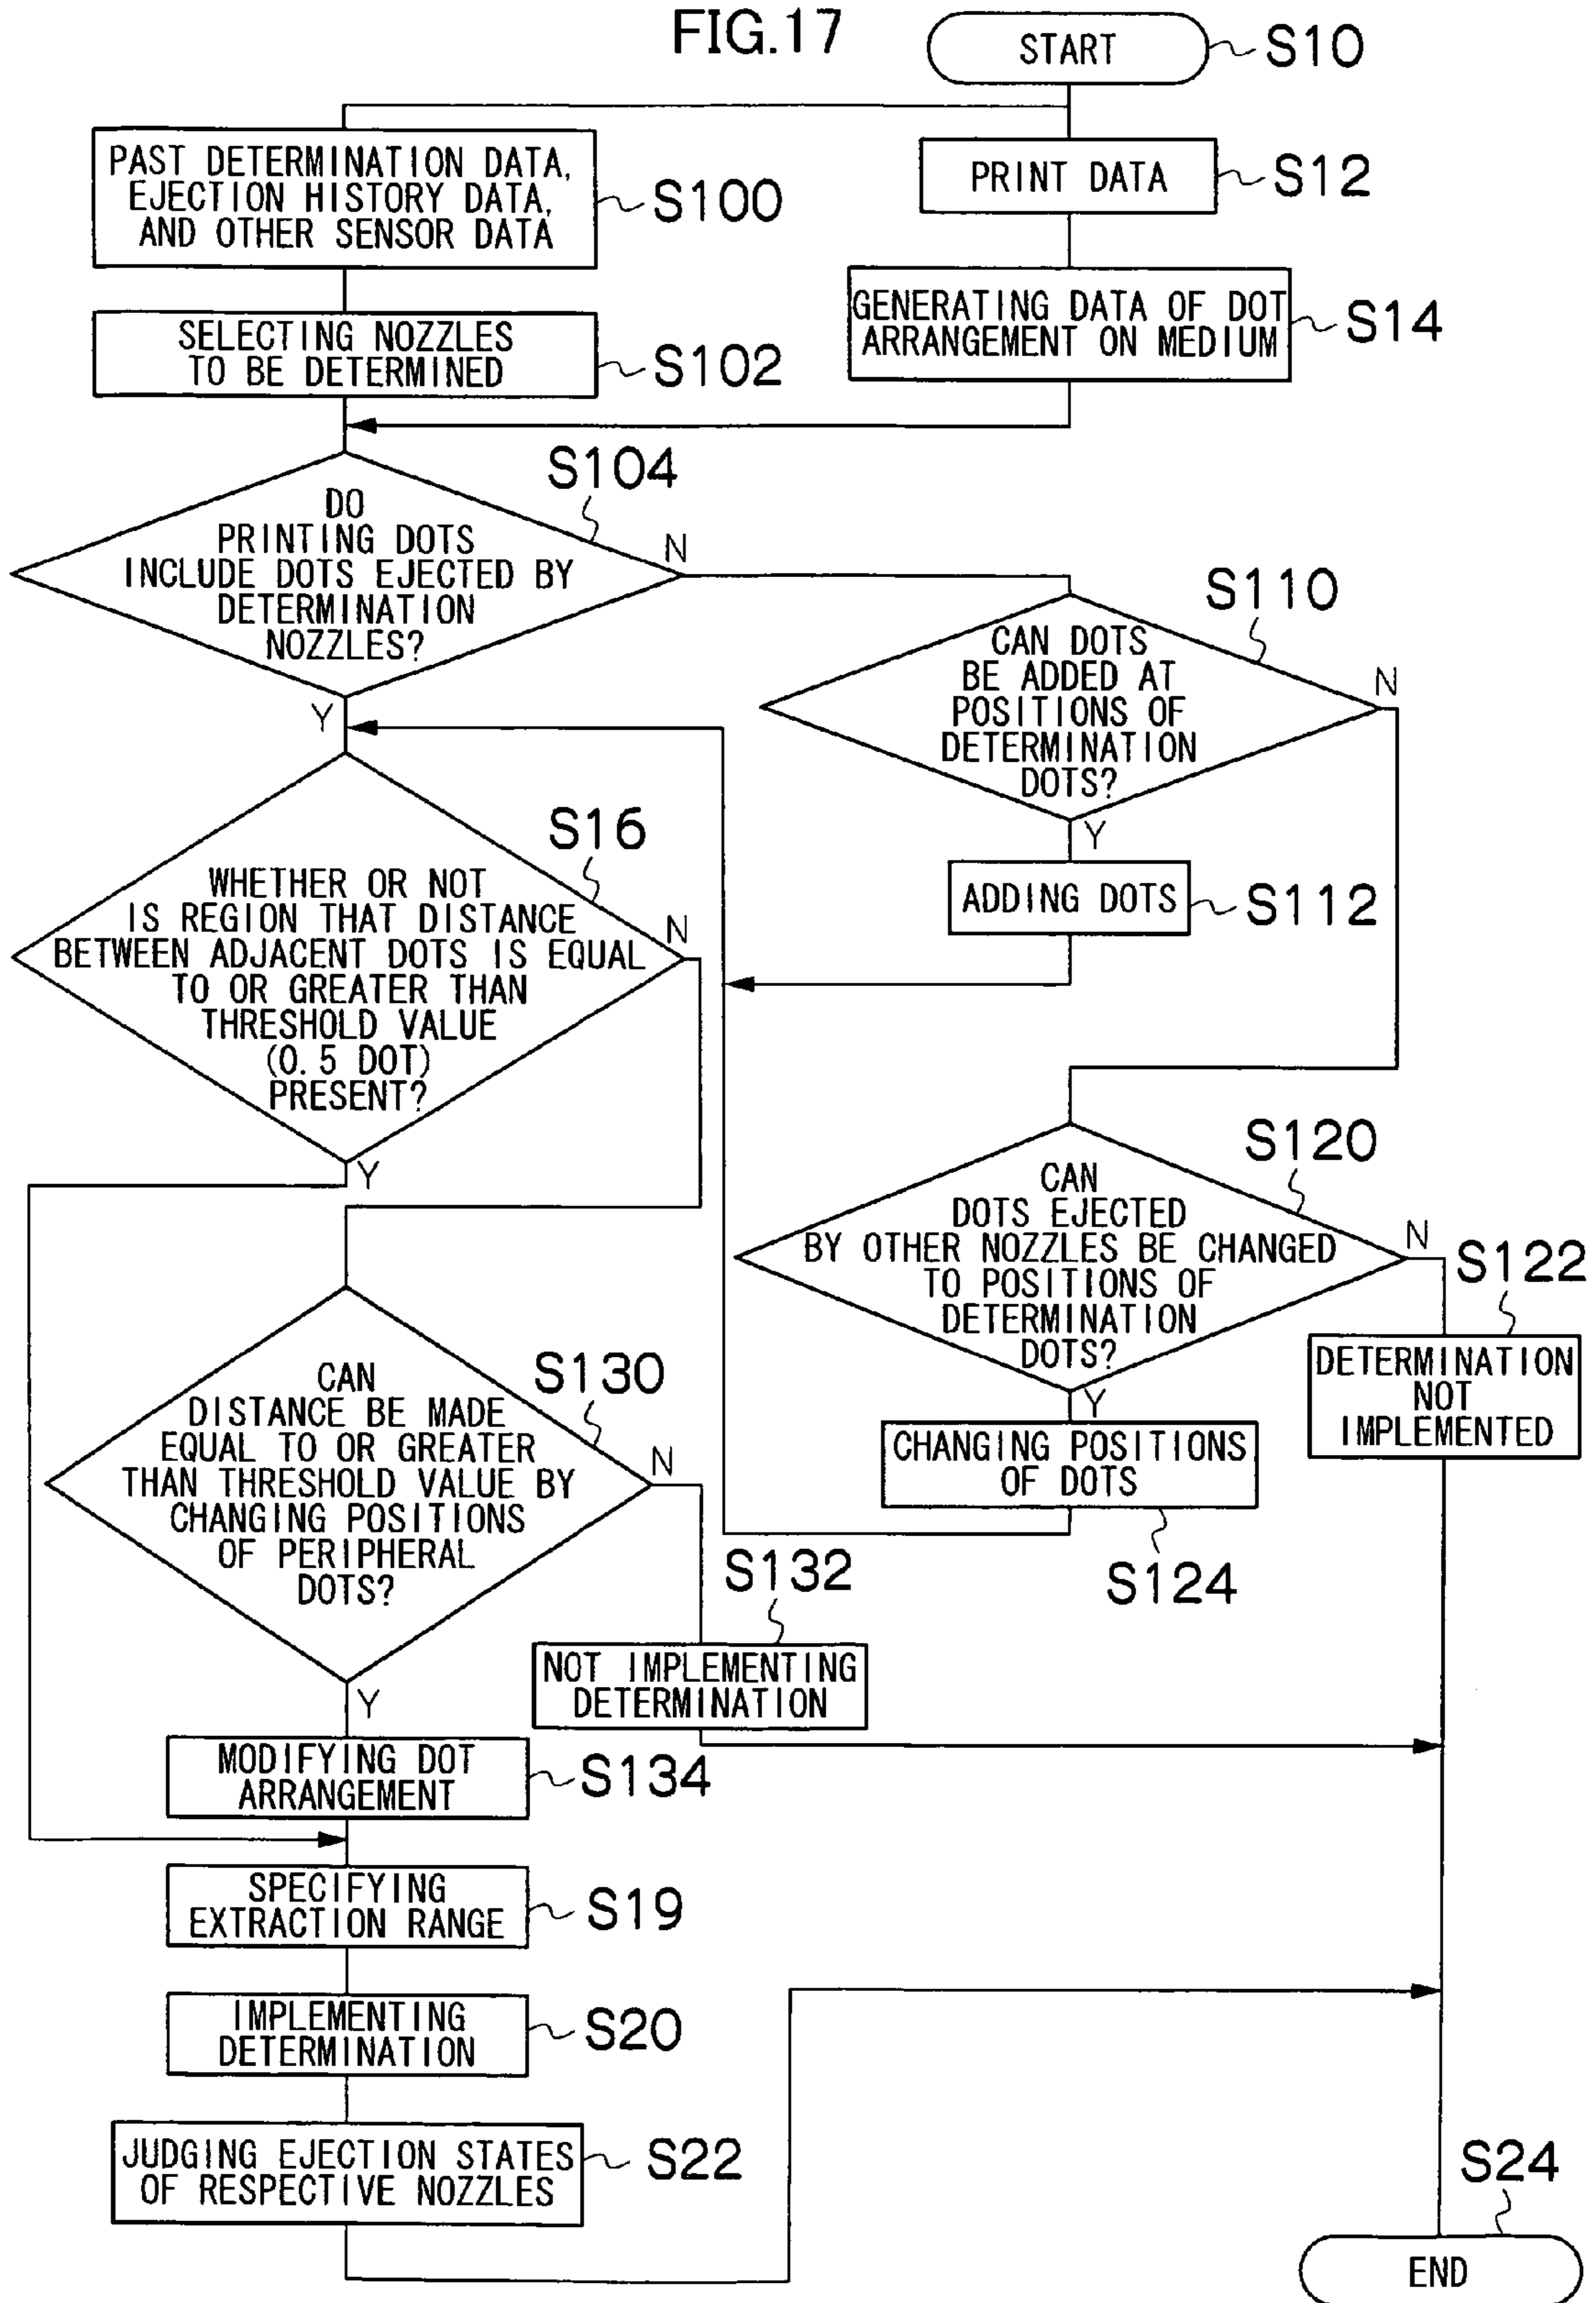 FIG.17
START
S10
PAST DETERMINATION DATA,
EJECTION HISTORY DATA,
AND OTHER SENSOR DATA
S100
PRINT DATA
S12
SELECTING NOZZLES
TO BE DETERMINED
S102
GENERATING DATA OF DOT
ARRANGEMENT ON MEDIUM
S14
S104
DO
PRINTING DOTS
INCLUDE DOTS EJECTED BY
DETERMINATION
NOZZLES?
N
Y
S110
CAN DOTS
BE ADDED AT
POSITIONS OF
DETERMINATION
DOTS?
N
Y
ADDING DOTS
S112
S16
WHETHER OR NOT
IS REGION THAT DISTANCE
BETWEEN ADJACENT DOTS IS EQUAL
TO OR GREATER THAN
THRESHOLD VALUE
(0.5 DOT)
PRESENT?
N
Y
S120
CAN
DOTS EJECTED
BY OTHER NOZZLES BE CHANGED
TO POSITIONS OF
DETERMINATION
DOTS?
N
Y
S122
DETERMINATION
NOT
IMPLEMENTED
CHANGING POSITIONS
OF DOTS
S124
S130
CAN
DISTANCE BE MADE
EQUAL TO OR GREATER
THAN THRESHOLD VALUE BY
CHANGING POSITIONS
OF PERIPHERAL
DOTS?
N
Y
S132
NOT IMPLEMENTING
DETERMINATION
MODIFYING DOT
ARRANGEMENT
S134
SPECIFYING
EXTRACTION RANGE
S19
IMPLEMENTING
DETERMINATION
S20
JUDGING EJECTION STATES
OF RESPECTIVE NOZZLES
S22
S24
END